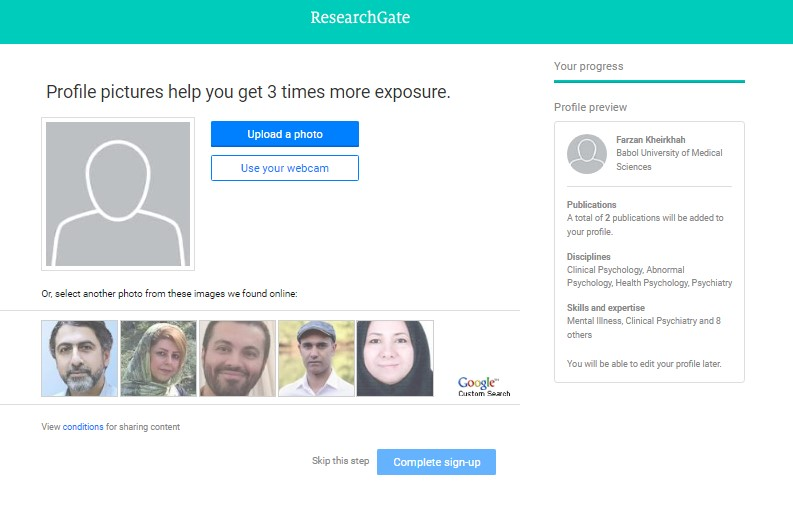 ResearchGate
Profile pictures help you get 3 times more exposure.
Upload a photo
Use your webcam
Or, select another photo from these images we found online:
Google™
Custom Search
View conditions for sharing content
Skip this step
Complete sign-up
Your progress
Profile preview
Farzan Kheirkhah
Babol University of Medical
Sciences
Publications
A total of 2 publications will be added to
your profile.
Disciplines
Clinical Psychology, Abnormal
Psychology, Health Psychology, Psychiatry
Skills and expertise
Mental Illness, Clinical Psychiatry and 8
others
You will be able to edit your profile later.